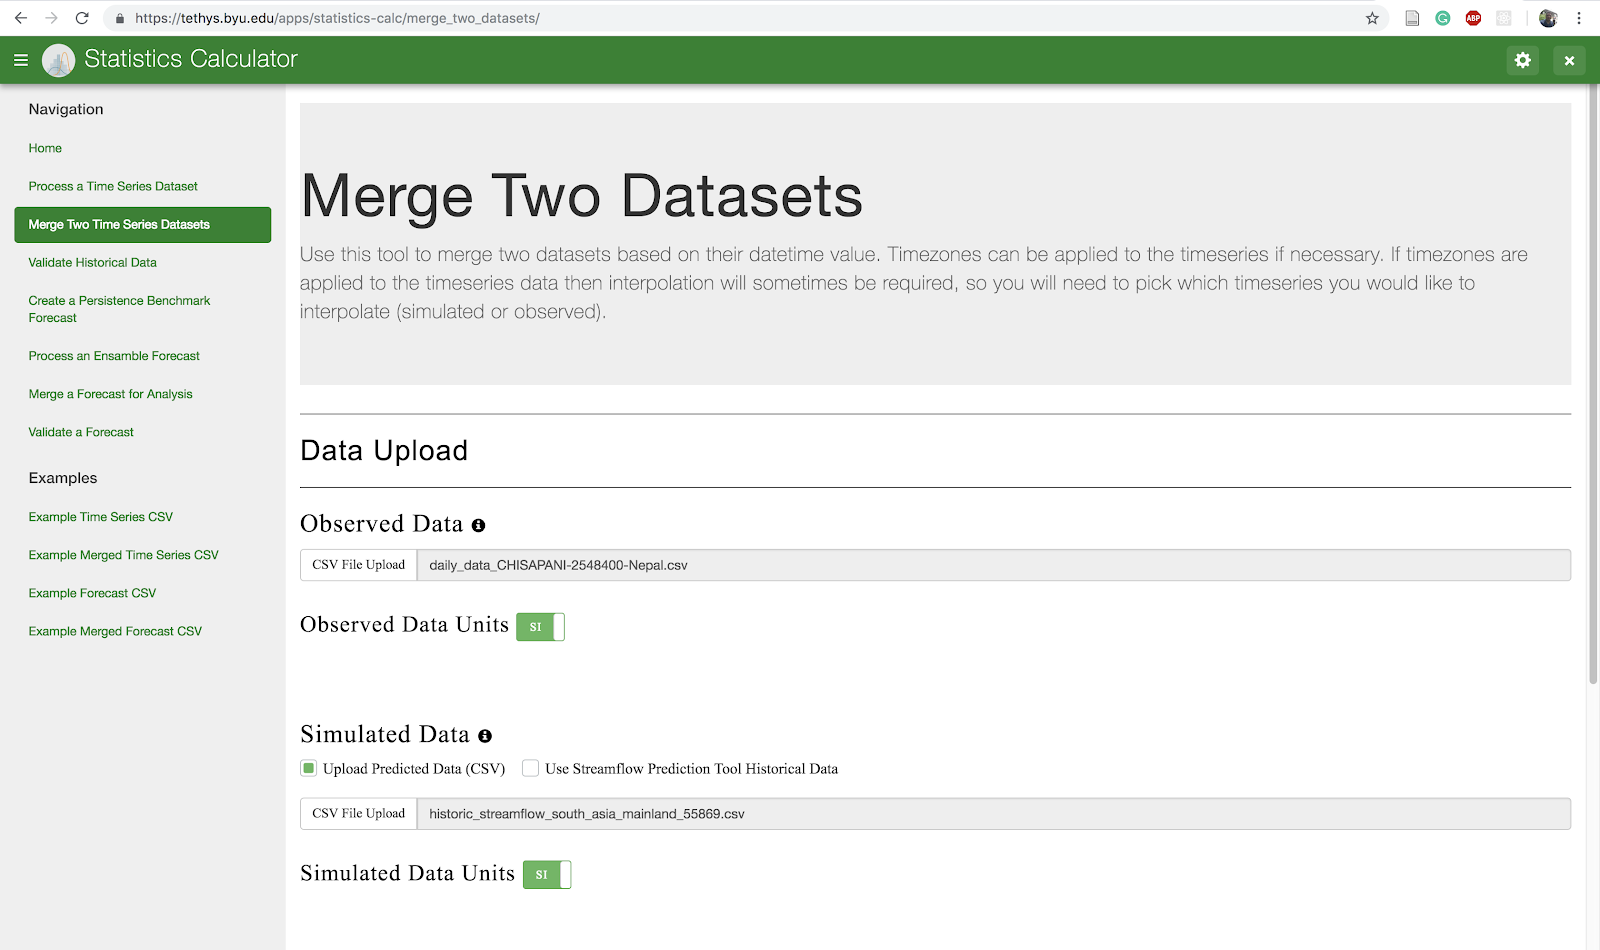 https://tethys.byu.edu/apps/statistics-calc/merge_two_datasets/
ABP
Statistics Calculator
Navigation
Home
Process a Time Series Dataset
Merge Two Time Series Datasets
Validate Historical Data
Create a Persistence Benchmark
Forecast
Process an Ensamble Forecast
Merge a Forecast for Analysis
Validate a Forecast
Examples
Example Time Series CSV
Example Merged Time Series CSV
Example Forecast CSV
Example Merged Forecast CSV
Merge Two Datasets
Use this tool to merge two datasets based on their datetime value. Timezones can be applied to the timeseries if necessary. If timezones are
applied to the timeseries data then interpolation will sometimes be required, so you will need to pick which timeseries you would like to
interpolate (simulated or observed).
Data Upload
Observed Data
CSV File Upload daily_data_CHISAPANI-2548400-Nepal.csv
Observed Data Units SI
Simulated Data
Upload Predicted Data (CSV) Use Streamflow Prediction Tool Historical Data
CSV File Upload historic_streamflow_south_asia_mainland_55869.csv
Simulated Data Units SI